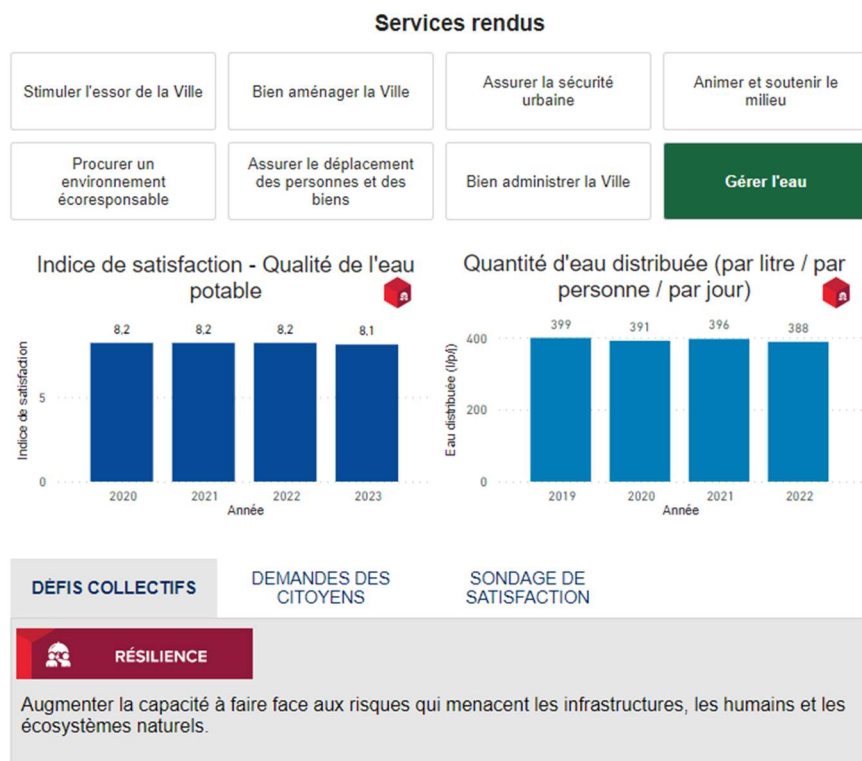 Services rendus
Stimuler l'essor de la Ville
Bien aménager la Ville
Assurer la sécurité
urbaine
Animer et soutenir le
milieu
Procurer un
environnement
écoresponsable
Assurer le déplacement
des personnes et des
biens
Bien administrer la Ville
Gérer l'eau
Indice de satisfaction - Qualité de l'eau
potable
Indice de satisfaction
5
0
8,2
8,2
8,2
8,1
2020
2021
2022
2023
Année
Quantité d'eau distribuée (par litre / par
personne / par jour)
Eau distribuée (l/p/j)
400
200
0
399
391
396
388
2019
2020
2021
2022
Année
DÉFIS COLLECTIFS
DEMANDES DES
CITOYENS
SONDAGE DE
SATISFACTION
RÉSILIENCE
Augmenter la capacité à faire face aux risques qui menacent les infrastructures, les humains et les
écosystèmes naturels.